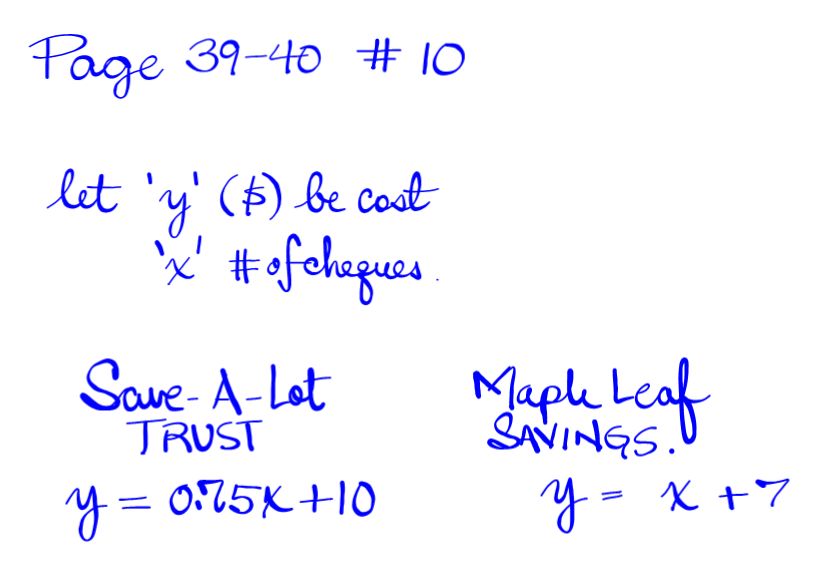 Page 39-40 # 10
let 'y' ($) be cost
'x' # of cheques.
Save-A-Lot
TRUST
y = 0.75x + 10
Maple Leaf
SAVINGS.
y = x + 7